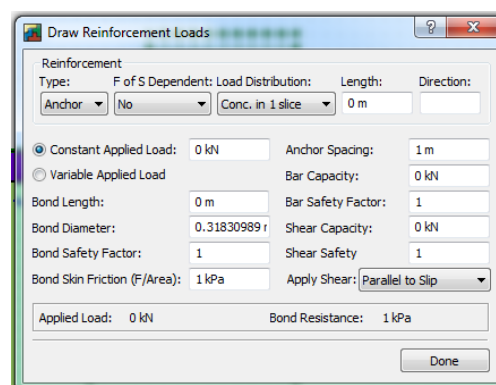 Draw Reinforcement Loads
Reinforcement
Type: F of S Dependent: Load Distribution: Length: Direction:
Anchor No Conc. in 1 slice 0 m
Constant Applied Load: 0 kN Anchor Spacing: 1 m
Variable Applied Load Bar Capacity: 0 kN
Bond Length: 0 m Bar Safety Factor: 1
Bond Diameter: 0.31830989 r Shear Capacity: 0 kN
Bond Safety Factor: 1 Shear Safety 1
Bond Skin Friction (F/Area): 1 kPa Apply Shear: Parallel to Slip
Applied Load: 0 kN Bond Resistance: 1 kPa
Done